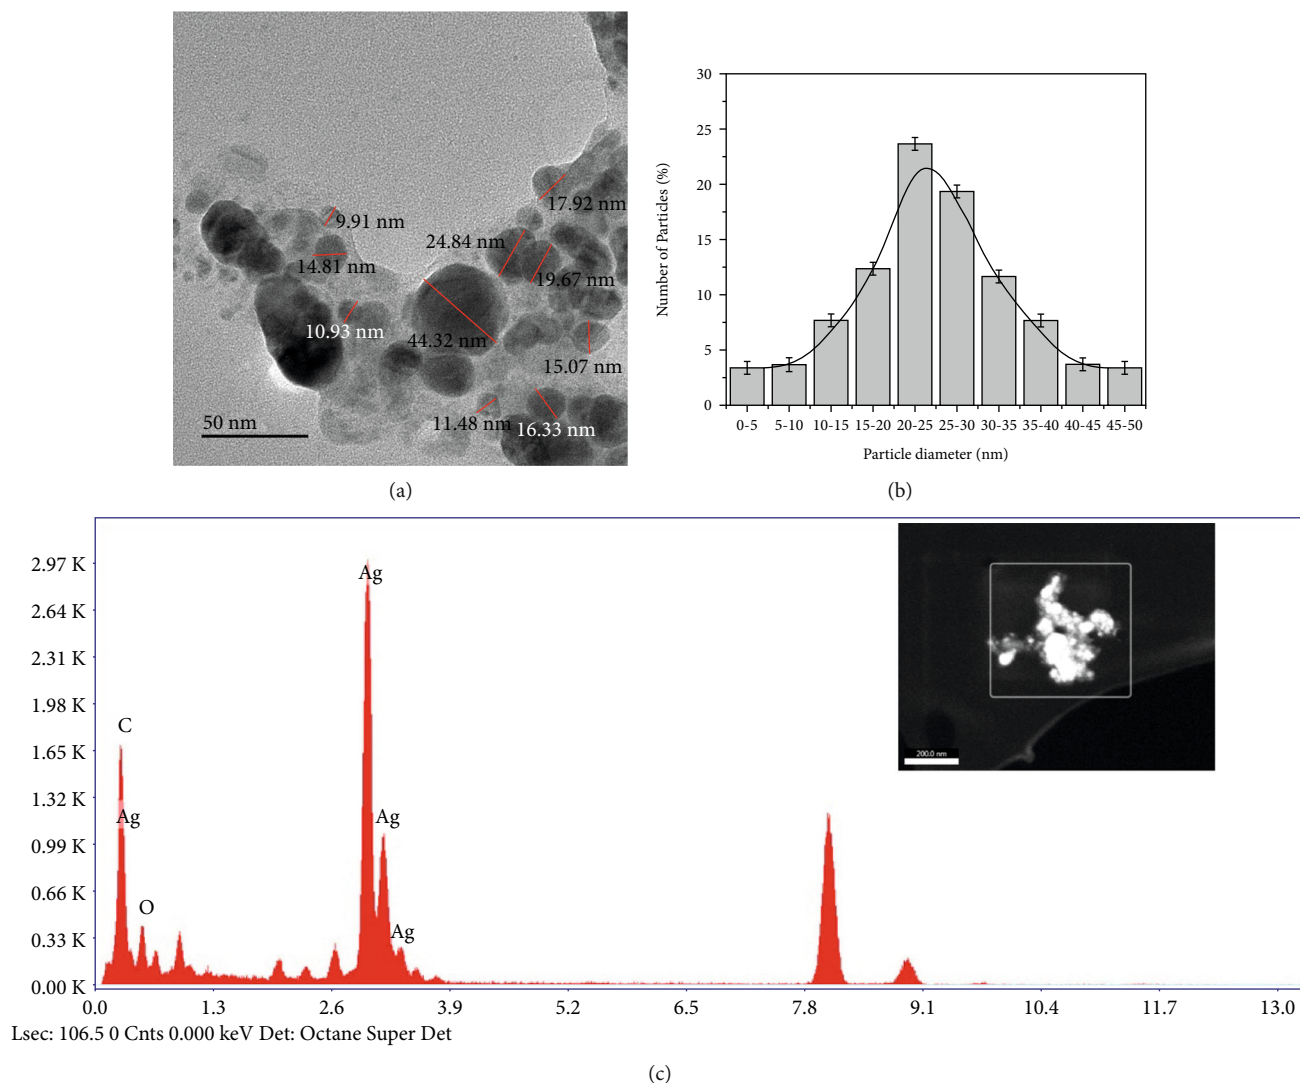 9.91 nm
17.92 nm
24.84 nm
14.81 nm
19.67 nm
10.93 nm
44.32 nm
15.07 nm
11.48 nm
16.33 nm
50 nm
(a)
Number of Particles (%)
30
25
20
15
10
5
0
0-5 5-10 10-15 15-20 20-25 25-30 30-35 35-40 40-45 45-50
Particle diameter (nm)
(b)
2.97 K
2.64 K
2.31 K
1.98 K
1.65 K
1.32 K
0.99 K
0.66 K
0.33 K
0.00 K
Ag
C
Ag
Ag
O
Ag
200.0 nm
0.0 1.3 2.6 3.9 5.2 6.5 7.8 9.1 10.4 11.7 13.0
Lsec: 106.5 0 Cnts 0.000 keV Det: Octane Super Det
(c)